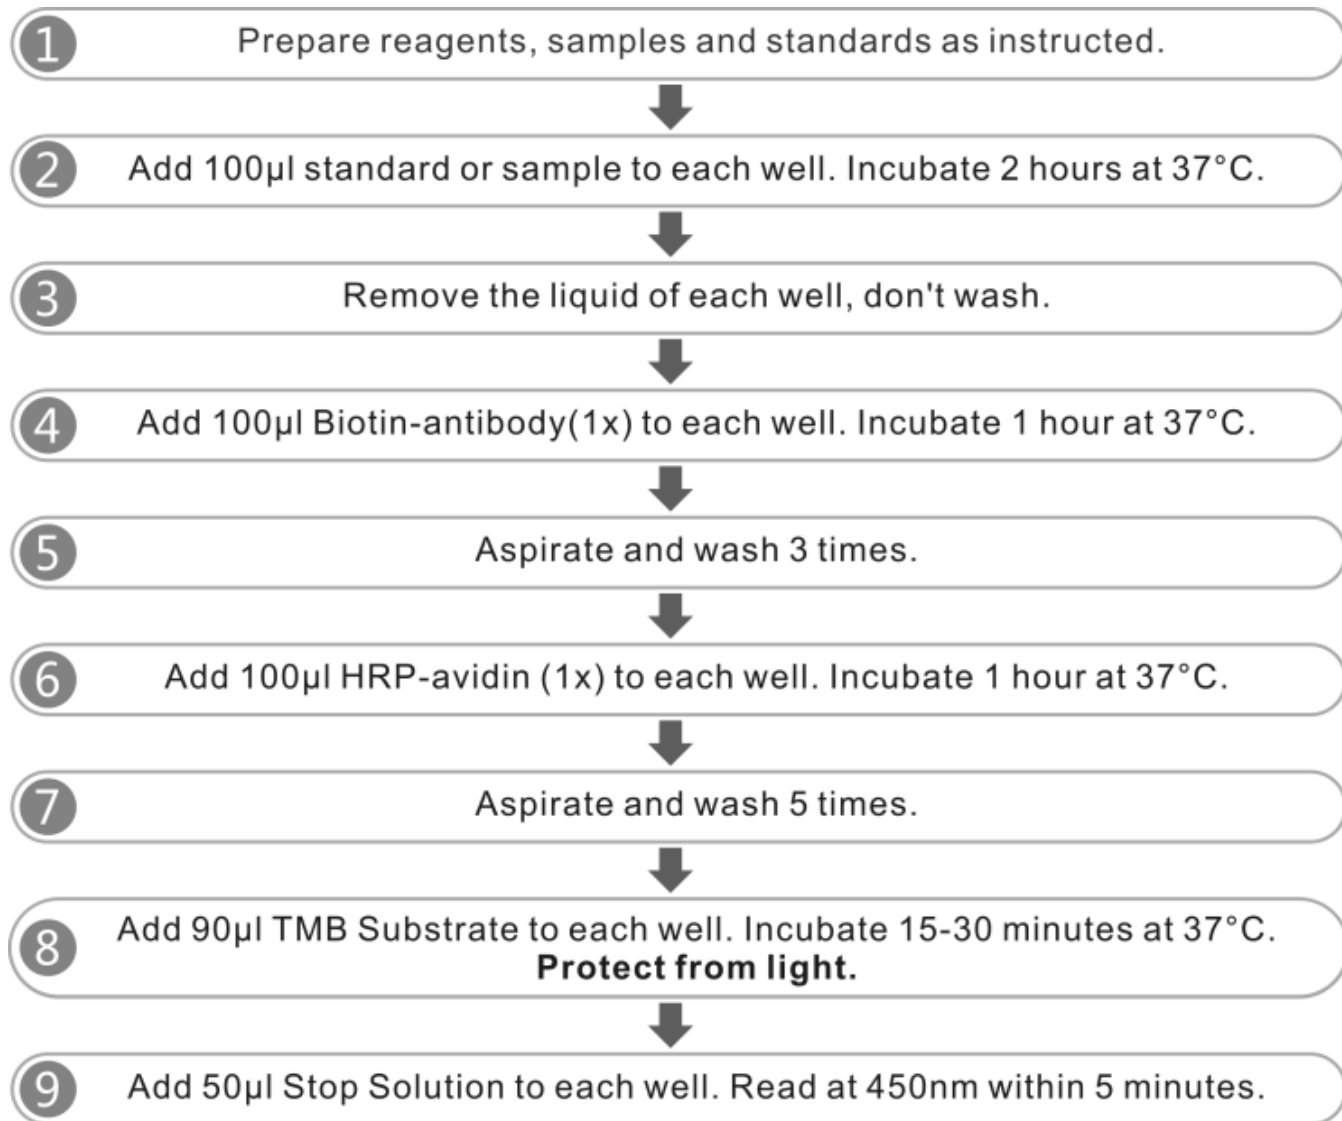 1 Prepare reagents, samples and standards as instructed.
2 Add 100µl standard or sample to each well. Incubate 2 hours at 37°C.
3 Remove the liquid of each well, don't wash.
4 Add 100µl Biotin-antibody(1x) to each well. Incubate 1 hour at 37°C.
5 Aspirate and wash 3 times.
6 Add 100µl HRP-avidin (1x) to each well. Incubate 1 hour at 37°C.
7 Aspirate and wash 5 times.
8 Add 90µl TMB Substrate to each well. Incubate 15-30 minutes at 37°C.
Protect from light.
9 Add 50µl Stop Solution to each well. Read at 450nm within 5 minutes.